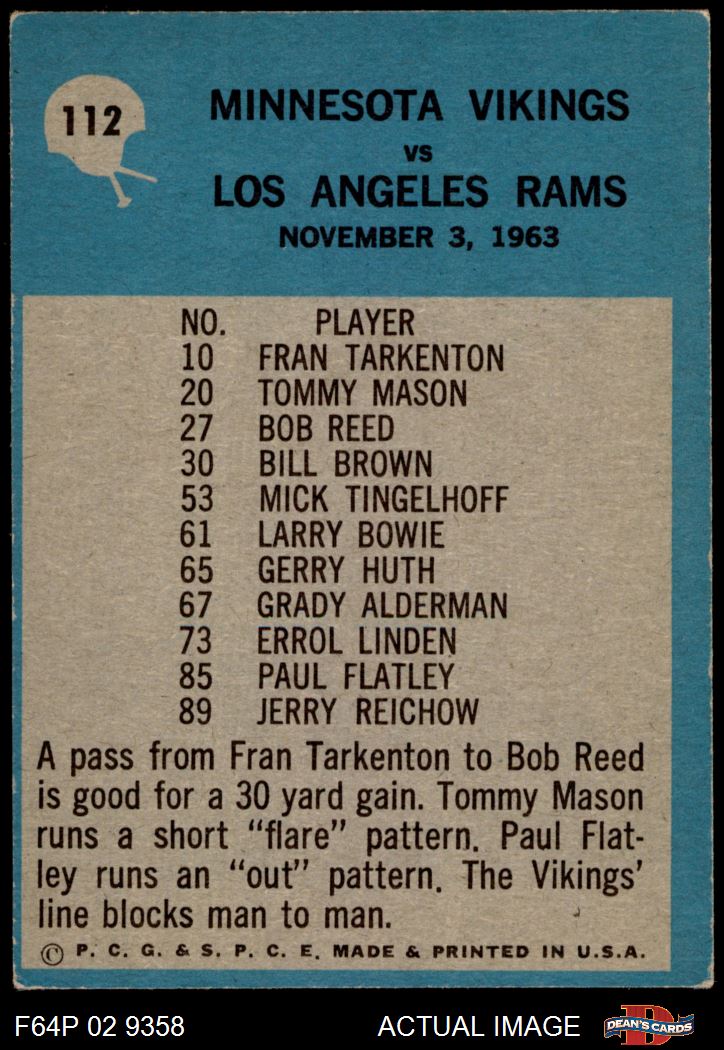 112
MINNESOTA VIKINGS
VS
LOS ANGELES RAMS
NOVEMBER 3, 1963
NO. PLAYER
10 FRAN TARKENTON
20 TOMMY MASON
27 BOB REED
30 BILL BROWN
53 MICK TINGELHOFF
61 LARRY BOWIE
65 GERRY HUTH
67 GRADY ALDERMAN
73 ERROL LINDEN
85 PAUL FLATLEY
89 JERRY REICHOW
A pass from Fran Tarkenton to Bob Reed
is good for a 30 yard gain. Tommy Mason
runs a short “flare” pattern. Paul Flat-
ley runs an “out” pattern. The Vikings’
line blocks man to man.
© P. C. G. & S. P. C. E. MADE & PRINTED IN U.S.A.
F64P 02 9358 ACTUAL IMAGE
D
DEAN'S CARDS